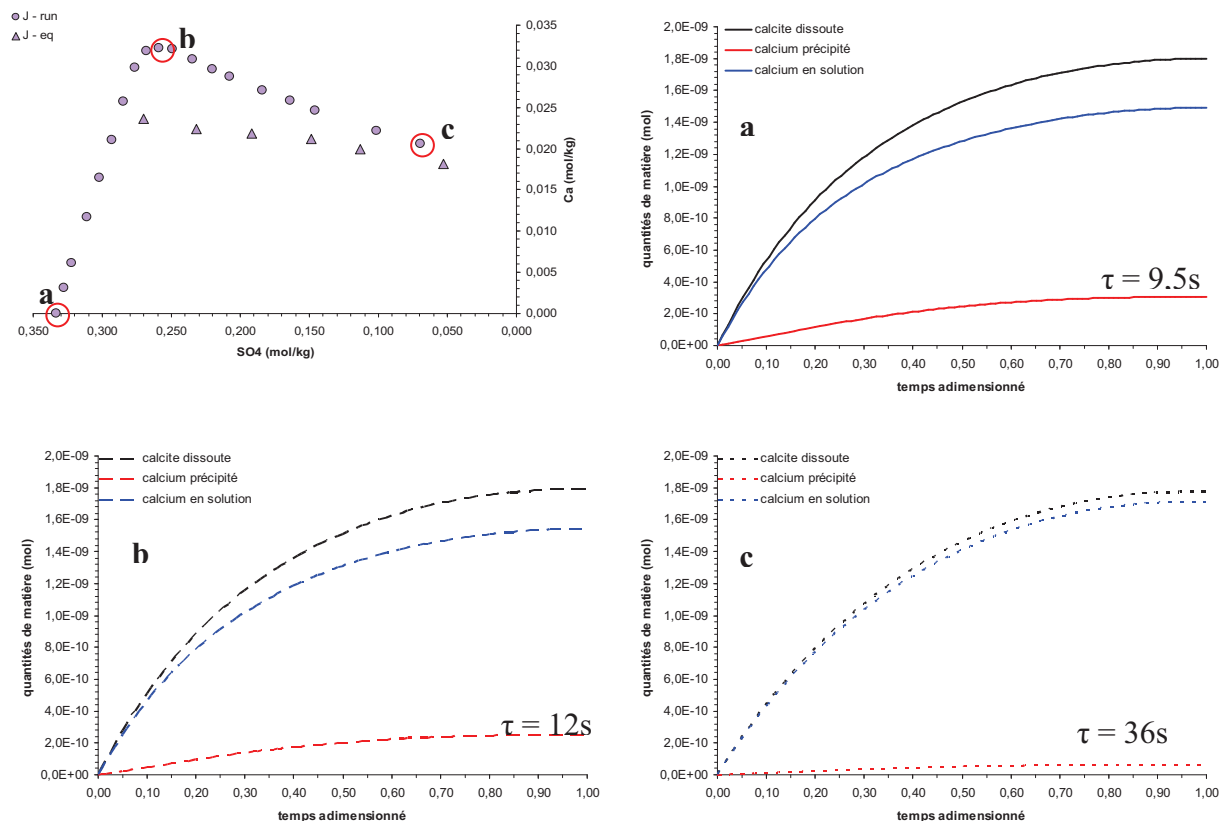 J - run
J - eq
b
c
a
0,035
0,030
0,025
0,020
0,015
0,010
0,005
0,000
Ca (mol/kg)
0,350 0,300 0,250 0,200 0,150 0,100 0,050 0,000
SO4 (mol/kg)
2,0E-09
1,8E-09
1,6E-09
1,4E-09
1,2E-09
1,0E-09
8,0E-10
6,0E-10
4,0E-10
2,0E-10
0,0E+00
quantités de matière (mol)
calcite dissoute
calcium précipité
calcium en solution
a
τ = 9.5s
0,00 0,10 0,20 0,30 0,40 0,50 0,60 0,70 0,80 0,90 1,00
temps adimensionné
2,0E-09
1,8E-09
1,6E-09
1,4E-09
1,2E-09
1,0E-09
8,0E-10
6,0E-10
4,0E-10
2,0E-10
0,0E+00
quantités de matière (mol)
calcite dissoute
calcium précipité
calcium en solution
b
τ = 12s
0,00 0,10 0,20 0,30 0,40 0,50 0,60 0,70 0,80 0,90 1,00
temps adimensionné
2,0E-09
1,8E-09
1,6E-09
1,4E-09
1,2E-09
1,0E-09
8,0E-10
6,0E-10
4,0E-10
2,0E-10
0,0E+00
quantités de matière (mol)
calcite dissoute
calcium précipité
calcium en solution
c
τ = 36s
0,00 0,10 0,20 0,30 0,40 0,50 0,60 0,70 0,80 0,90 1,00
temps adimensionné